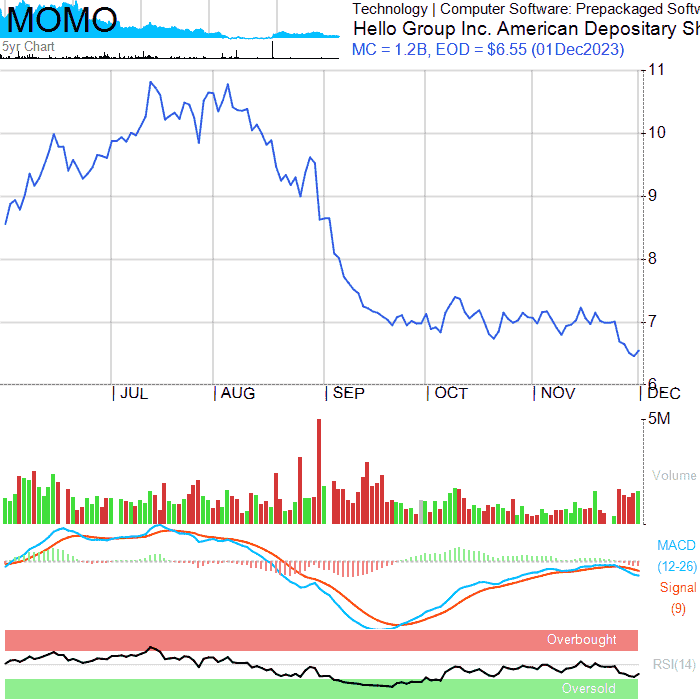 MOMO
Technology | Computer Software: Prepackaged Softw
Hello Group Inc. American Depositary Sh
MC = 1.2B, EOD = $6.55 (01Dec2023)
5yr Chart
11
10
9
8
7
6
| JUL | AUG | SEP | OCT | NOV | DEC
5M
Volume
MACD
(12-26)
Signal
(9)
Overbought
RSI(14)
Oversold